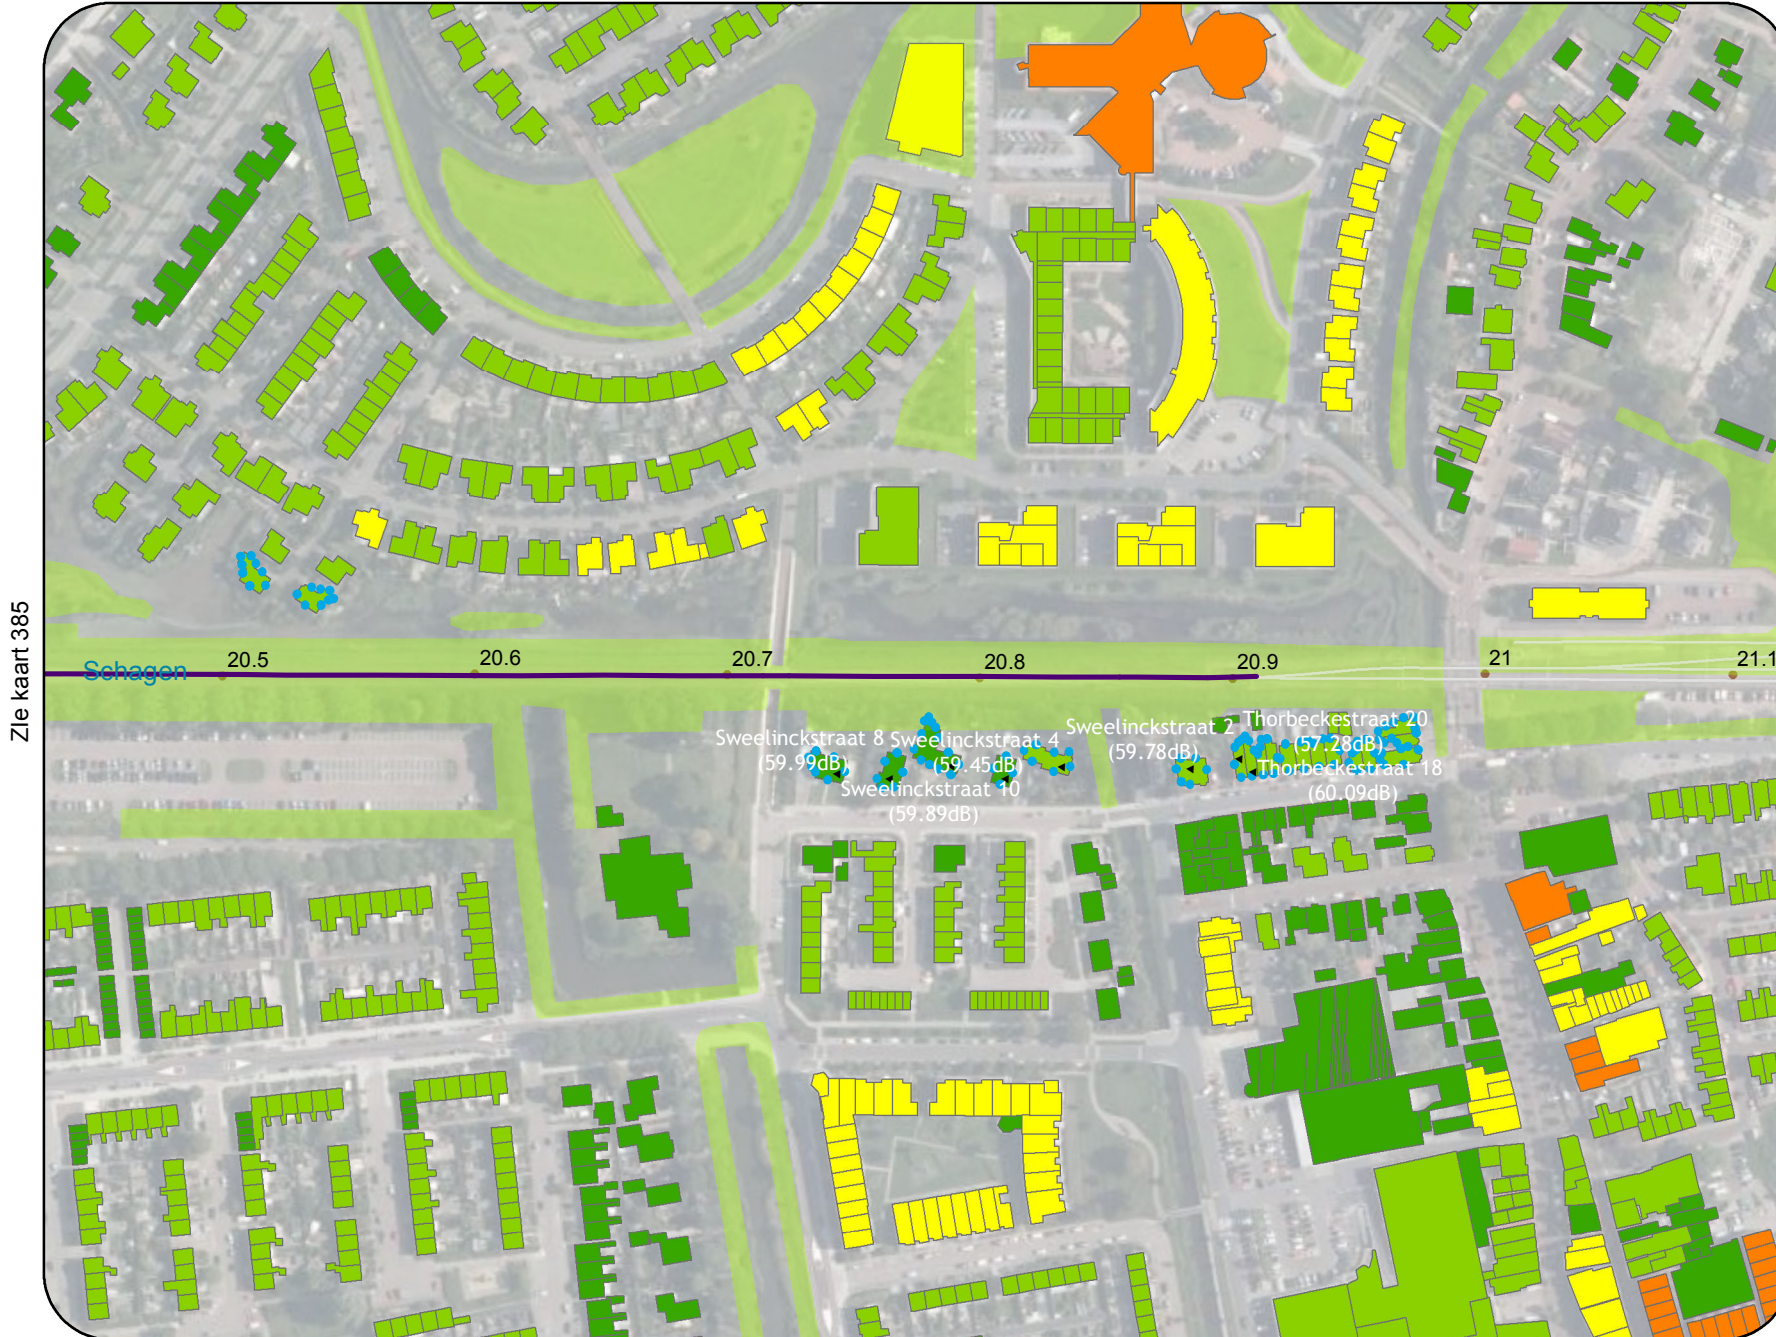 ZIe kaart 385
Schagen
20.5
20.6
20.7
20.8
20.9
21
21.1
Sweelinckstraat 8
(59.99dB)
Sweelinckstraat 4
(59.45dB)
Sweelinckstraat 10
(59.89dB)
Sweelinckstraat 2
(59.78dB)
Thorbeckestraat 20
(57.28dB)
Thorbeckestraat 18
(60.09dB)